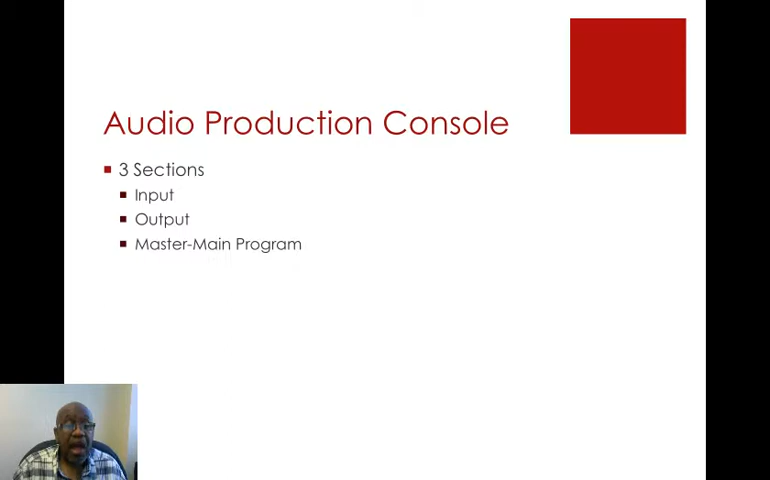 Audio Production Console
3 Sections
Input
Output
Master-Main Program